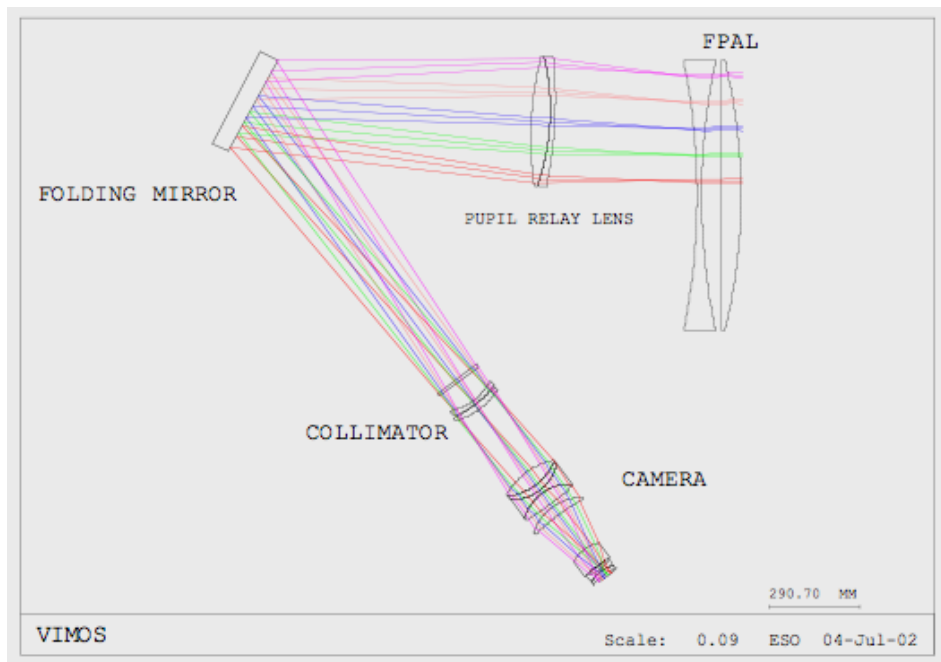 FPAL
FOLDING MIRROR
PUPIL RELAY LENS
COLLIMATOR
CAMERA
290.70 MM
VIMOS
Scale: 0.09 ESO 04-Jul-02